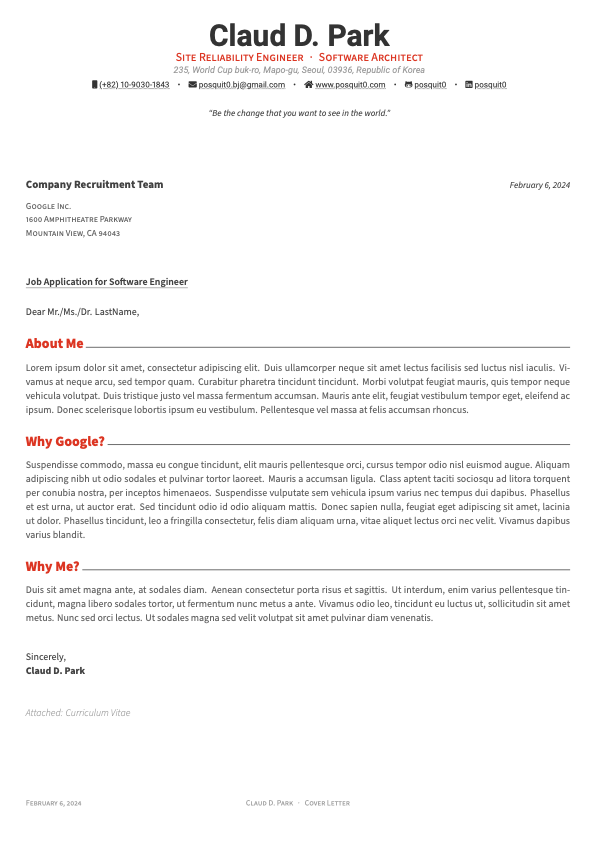 Claud D. Park
Site Reliability Engineer · Software Architect
235, World Cup buk-ro, Mapo-gu, Seoul, 03936, Republic of Korea
(+82) 10-9030-1843 • posquit0.bj@gmail.com • www.posquit0.com • posquit0 • posquit0
"Be the change that you want to see in the world."
Company Recruitment Team February 6, 2024
Google Inc.
1600 Amphitheatre Parkway
Mountain View, CA 94043
Job Application for Software Engineer
Dear Mr./Ms./Dr. LastName,
About Me
Lorem ipsum dolor sit amet, consectetur adipiscing elit. Duis ullamcorper neque sit amet lectus facilisis sed luctus nisl iaculis. Vi-
vamus at neque arcu, sed tempor quam. Curabitur pharetra tincidunt tincidunt. Morbi volutpat feugiat mauris, quis tempor neque
vehicula volutpat. Duis tristique justo vel massa fermentum accumsan. Mauris ante elit, feugiat vestibulum tempor eget, eleifend ac
ipsum. Donec scelerisque lobortis ipsum eu vestibulum. Pellentesque vel massa at felis accumsan rhoncus.
Why Google?
Suspendisse commodo, massa eu congue tincidunt, elit mauris pellentesque orci, cursus tempor odio nisl euismod augue. Aliquam
adipiscing nibh ut odio sodales et pulvinar tortor laoreet. Mauris a accumsan ligula. Class aptent taciti sociosqu ad litora torquent
per conubia nostra, per inceptos himenaeos. Suspendisse vulputate sem vehicula ipsum varius nec tempus dui dapibus. Phasellus
et est urna, ut auctor erat. Sed tincidunt odio id odio aliquam mattis. Donec sapien nulla, feugiat eget adipiscing sit amet, lacinia
ut dolor. Phasellus tincidunt, leo a fringilla consectetur, felis diam aliquam urna, vitae aliquet lectus orci nec velit. Vivamus dapibus
varius blandit.
Why Me?
Duis sit amet magna ante, at sodales diam. Aenean consectetur porta risus et sagittis. Ut interdum, enim varius pellentesque tin-
cidunt, magna libero sodales tortor, ut fermentum nunc metus a ante. Vivamus odio leo, tincidunt eu luctus ut, sollicitudin sit amet
metus. Nunc sed orci lectus. Ut sodales magna sed velit volutpat sit amet pulvinar diam venenatis.
Sincerely,
Claud D. Park
Attached: Curriculum Vitae
February 6, 2024 Claud D. Park · Cover Letter